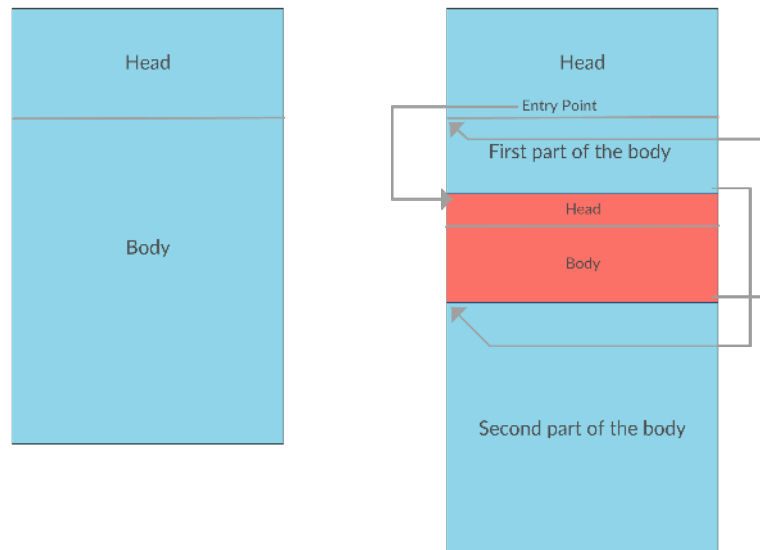 Head
Body
Head
Entry Point
First part of the body
Head
Body
Second part of the body